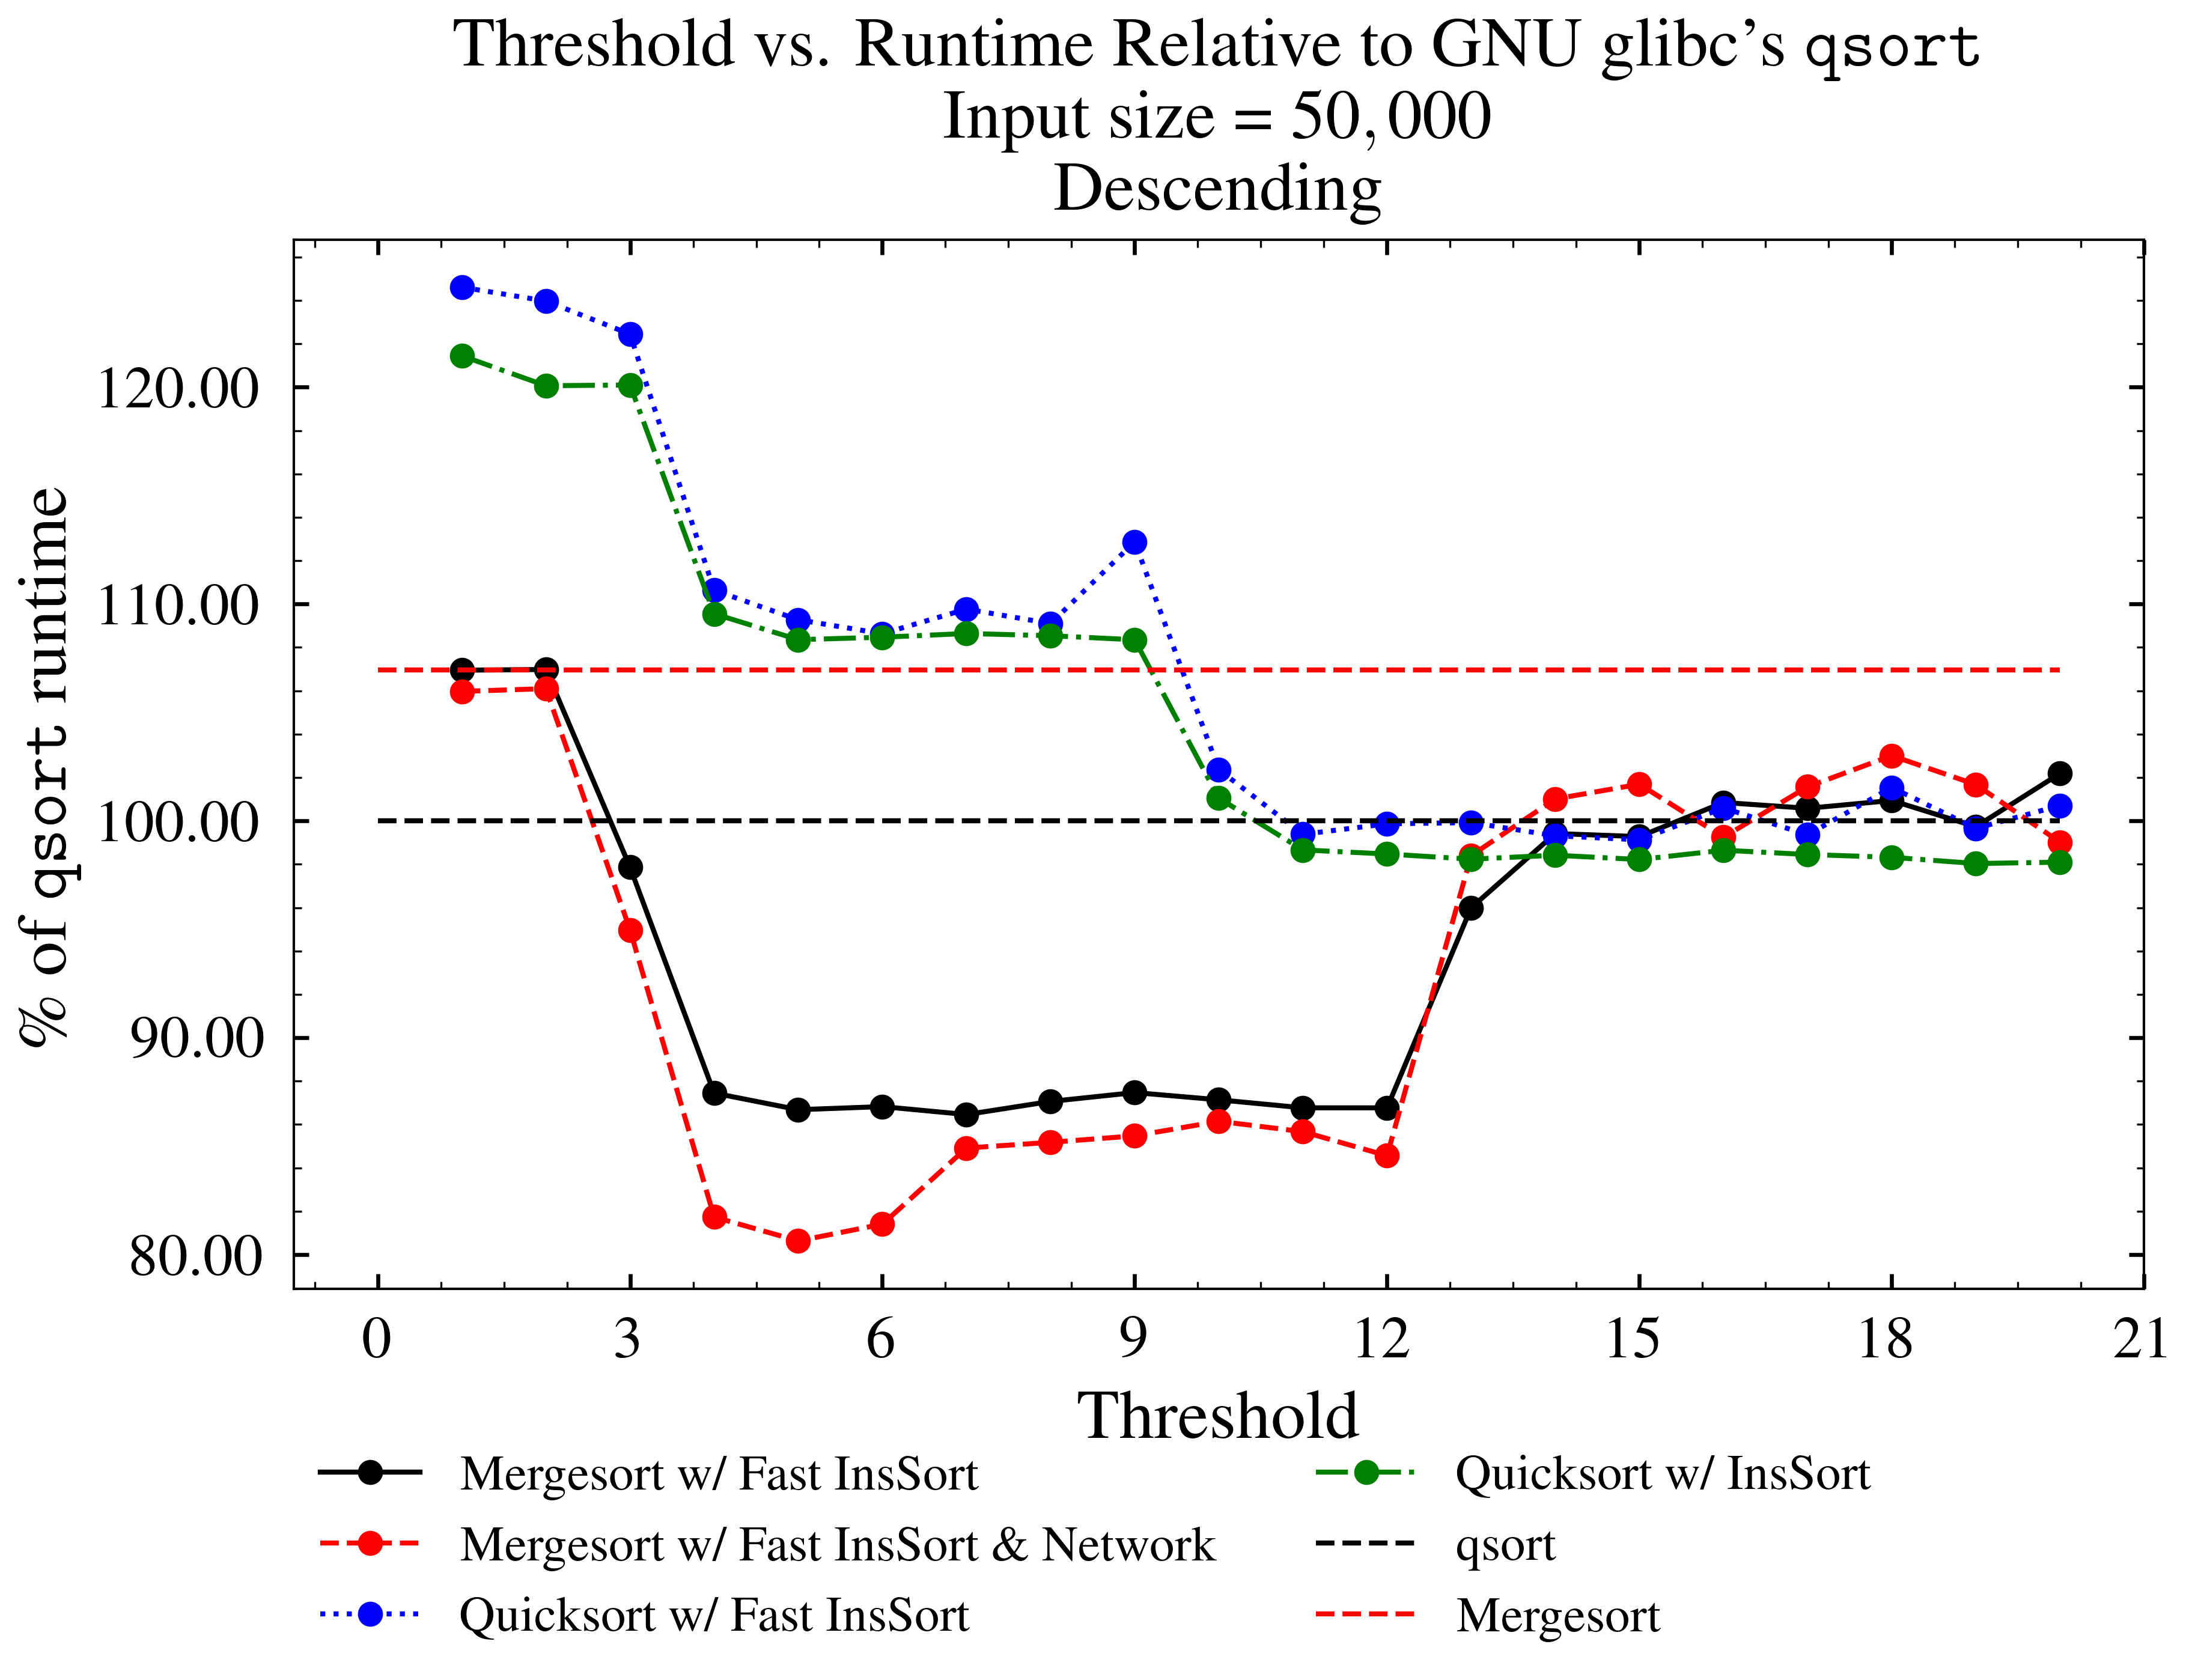 Threshold vs. Runtime Relative to GNU glibc’s qsort
Input size = 50,000
Descending
% of qsort runtime
120.00
110.00
100.00
90.00
80.00
0 3 6 9 12 15 18 21
Threshold
Mergesort w/ Fast InsSort
Mergesort w/ Fast InsSort & Network
Quicksort w/ Fast InsSort
Quicksort w/ InsSort
qsort
Mergesort